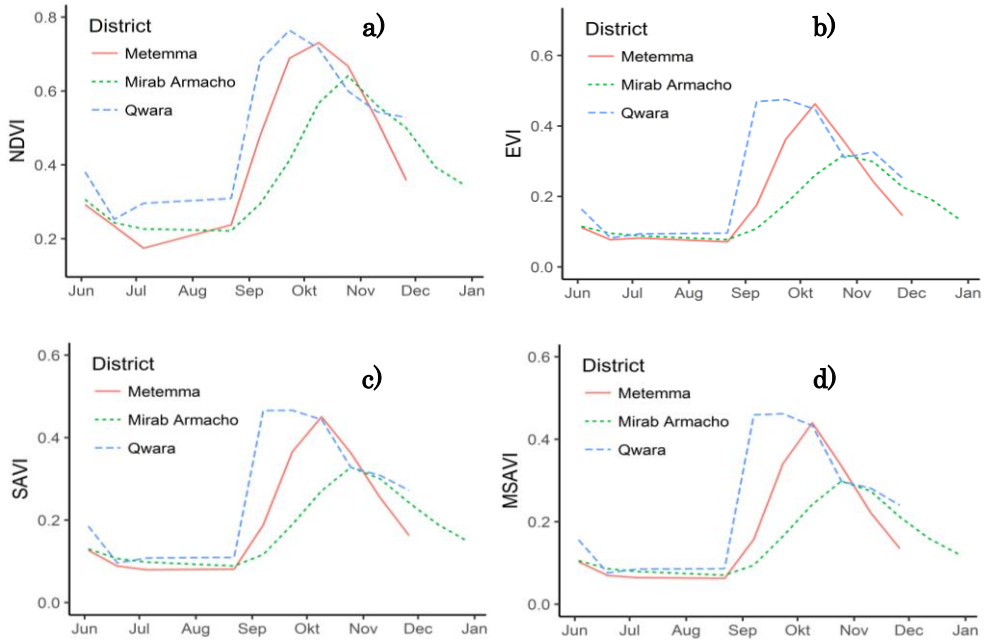 a)
District
Metemma
Mirab Armacho
Qwara
NDVI
0.8
0.6
0.4
0.2
Jun Jul Aug Sep Okt Nov Dec Jan
b)
District
Metemma
Mirab Armacho
Qwara
EVI
0.6
0.4
0.2
0.0
Jun Jul Aug Sep Okt Nov Dec Jan
c)
District
Metemma
Mirab Armacho
Qwara
SAVI
0.6
0.4
0.2
0.0
Jun Jul Aug Sep Okt Nov Dec Jan
d)
District
Metemma
Mirab Armacho
Qwara
MSAVI
0.6
0.4
0.2
0.0
Jun Jul Aug Sep Okt Nov Dec Jan